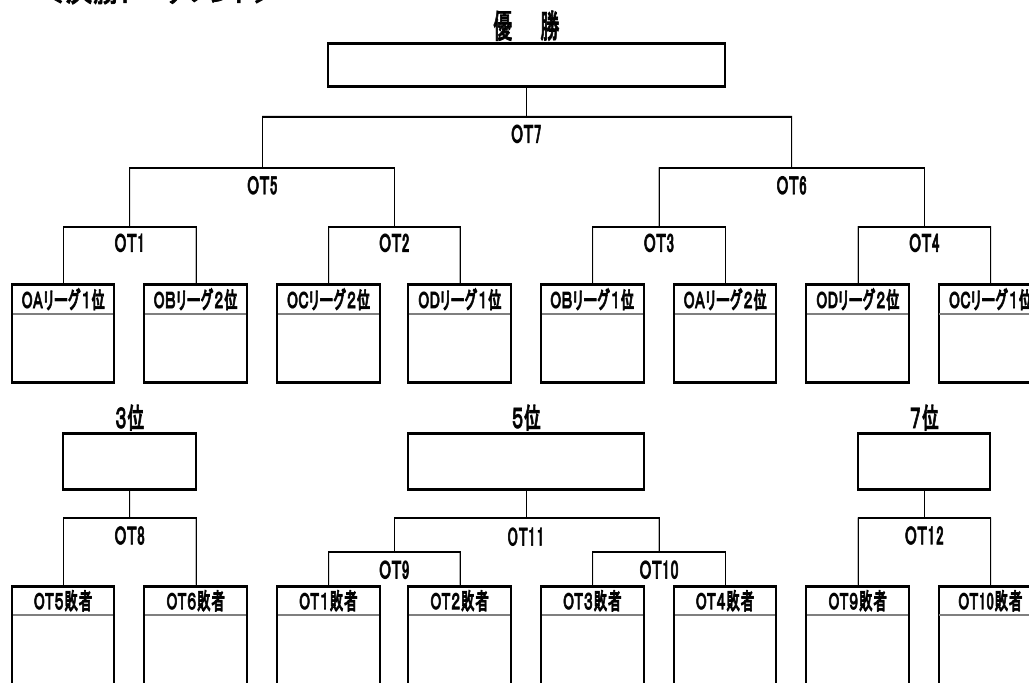 優 勝
OT7
OT5 OT6
OT1 OT2 OT3 OT4
OAリーグ1位 OBリーグ2位 OCリーグ2位 ODリーグ1位 OBリーグ1位 OAリーグ2位 ODリーグ2位 OCリーグ1位
3位 5位 7位
OT8 OT11 OT12
OT9 OT10
OT5敗者 OT6敗者 OT1敗者 OT2敗者 OT3敗者 OT4敗者 OT9敗者 OT10敗者